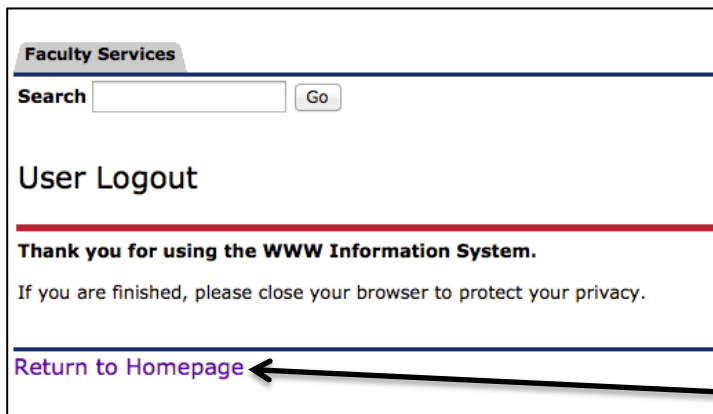 Faculty Services
Search Go
User Logout
Thank you for using the WWW Information System.
If you are finished, please close your browser to protect your privacy.
Return to Homepage